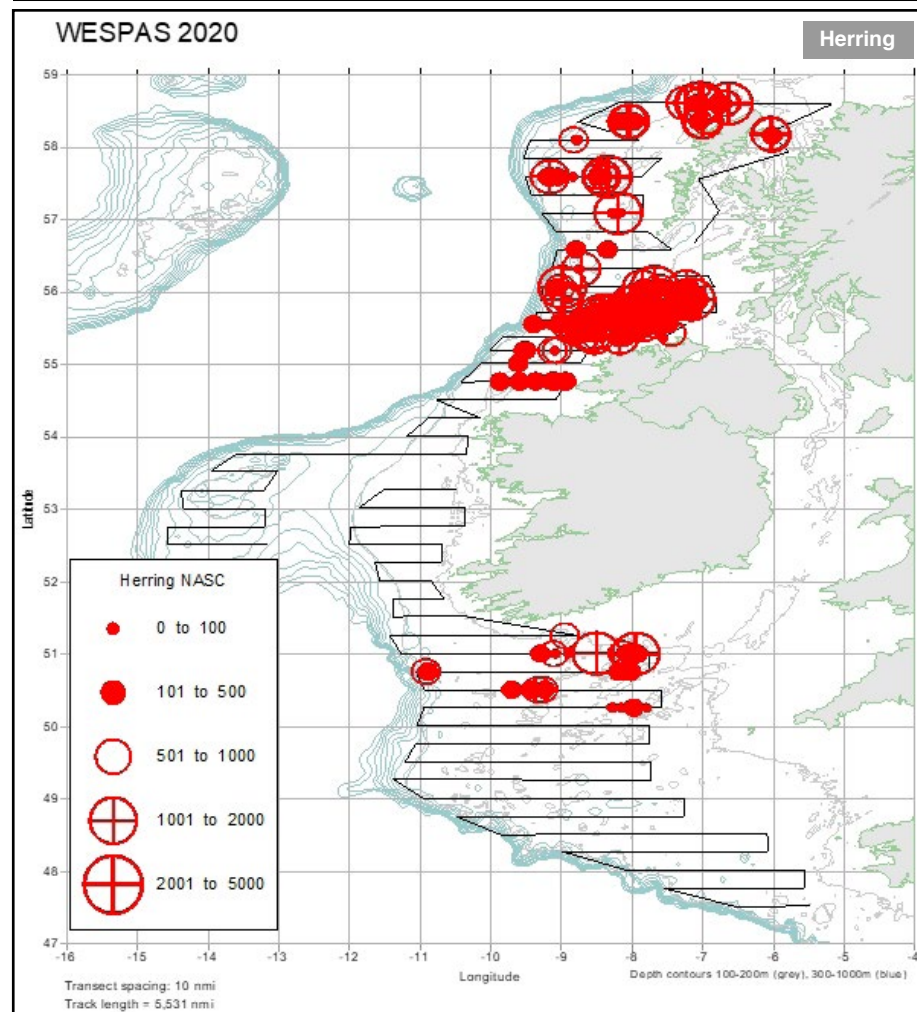 WESPAS 2020
Herring
59
58
57
56
55
54
53
52
51
50
49
48
47
Latitude
Herring NASC
0 to 100
101 to 500
501 to 1000
1001 to 2000
2001 to 5000
-16 -15 -14 -13 -12 -11 -10 -9 -8 -7 -6 -5 -4
Longitude
Depth contours 100-200m (grey), 300-1000m (blue)
Transect spacing: 10 nmi
Track length = 5,531 nmi